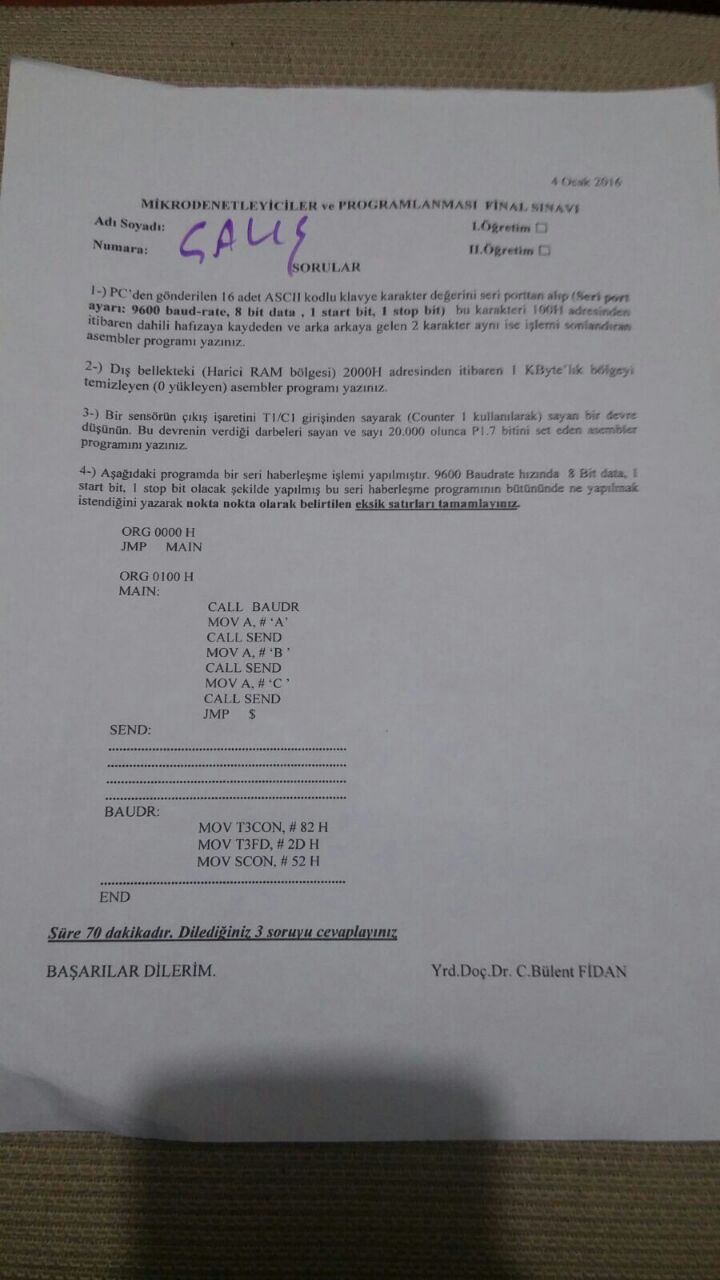 4 Ocak 2016
MİKRODENETLEYİCİLER ve PROGRAMLANMASI FİNAL SINAVI
Adı Soyadı: I.Öğretim ☐
Numara: II.Öğretim ☐
ÇALIŞ
SORULAR
1-) PC'den gönderilen 16 adet ASCII kodlu klavye karakter değerini seri porttan alıp (Seri port
ayarı: 9600 baud-rate, 8 bit data , 1 start bit, 1 stop bit) bu karakteri 100H adresinden
itibaren dahili hafızaya kaydeden ve arka arkaya gelen 2 karakter aynı ise işlemi sonlandıran
asembler programı yazınız.
2-) Dış bellekteki (Harici RAM bölgesi) 2000H adresinden itibaren 1 KByte'lık bölgeyi
temizleyen (0 yükleyen) asembler programı yazınız.
3-) Bir sensörün çıkış işaretini T1/C1 girişinden sayarak (Counter 1 kullanılarak) sayan bir devre
düşünün. Bu devrenin verdiği darbeleri sayan ve sayı 20.000 olunca P1.7 bitini set eden asembler
programını yazınız.
4-) Aşağıdaki programda bir seri haberleşme işlemi yapılmıştır. 9600 Baudrate hızında 8 Bit data, 1
start bit, 1 stop bit olacak şekilde yapılmış bu seri haberleşme programının bütününde ne yapılmak
istendiğini yazarak nokta nokta olarak belirtilen eksik satırları tamamlayınız.
ORG 0000 H
JMP MAIN
ORG 0100 H
MAIN:
CALL BAUDR
MOV A, # 'A'
CALL SEND
MOV A, # 'B '
CALL SEND
MOV A, # 'C '
CALL SEND
JMP $
SEND:
............................................................
............................................................
............................................................
............................................................
BAUDR:
MOV T3CON, # 82 H
MOV T3FD, # 2D H
MOV SCON, # 52 H
............................................................
END
Süre 70 dakikadır. Dilediğiniz 3 soruyu cevaplayınız
BAŞARILAR DİLERİM. Yrd.Doç.Dr. C.Bülent FİDAN